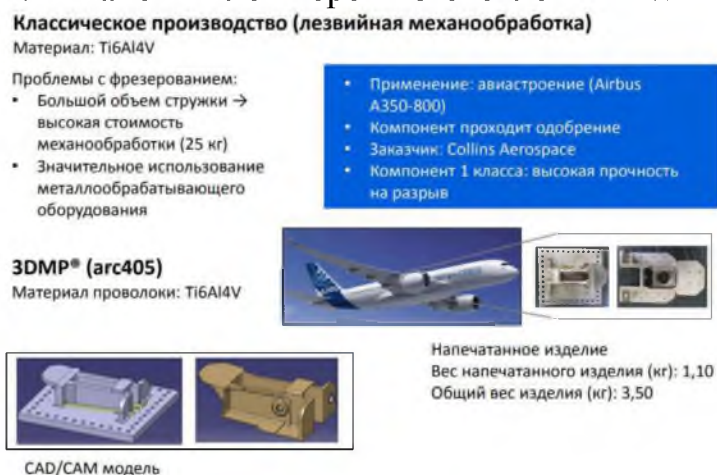 Классическое производство (лезвийная механообработка)
Материал: Ti6Al4V
Проблемы с фрезерованием:
• Большой объем стружки →
высокая стоимость
механообработки (25 кг)
• Значительное использование
металлообрабатывающего
оборудования
• Применение: авиастроение (Airbus
A350-800)
• Компонент проходит одобрение
• Заказчик: Collins Aerospace
• Компонент 1 класса: высокая прочность
на разрыв
3DMP® (arc405)
Материал проволоки: Ti6Al4V
Напечатанное изделие
Вес напечатанного изделия (кг): 1,10
Общий вес изделия (кг): 3,50
CAD/CAM модель